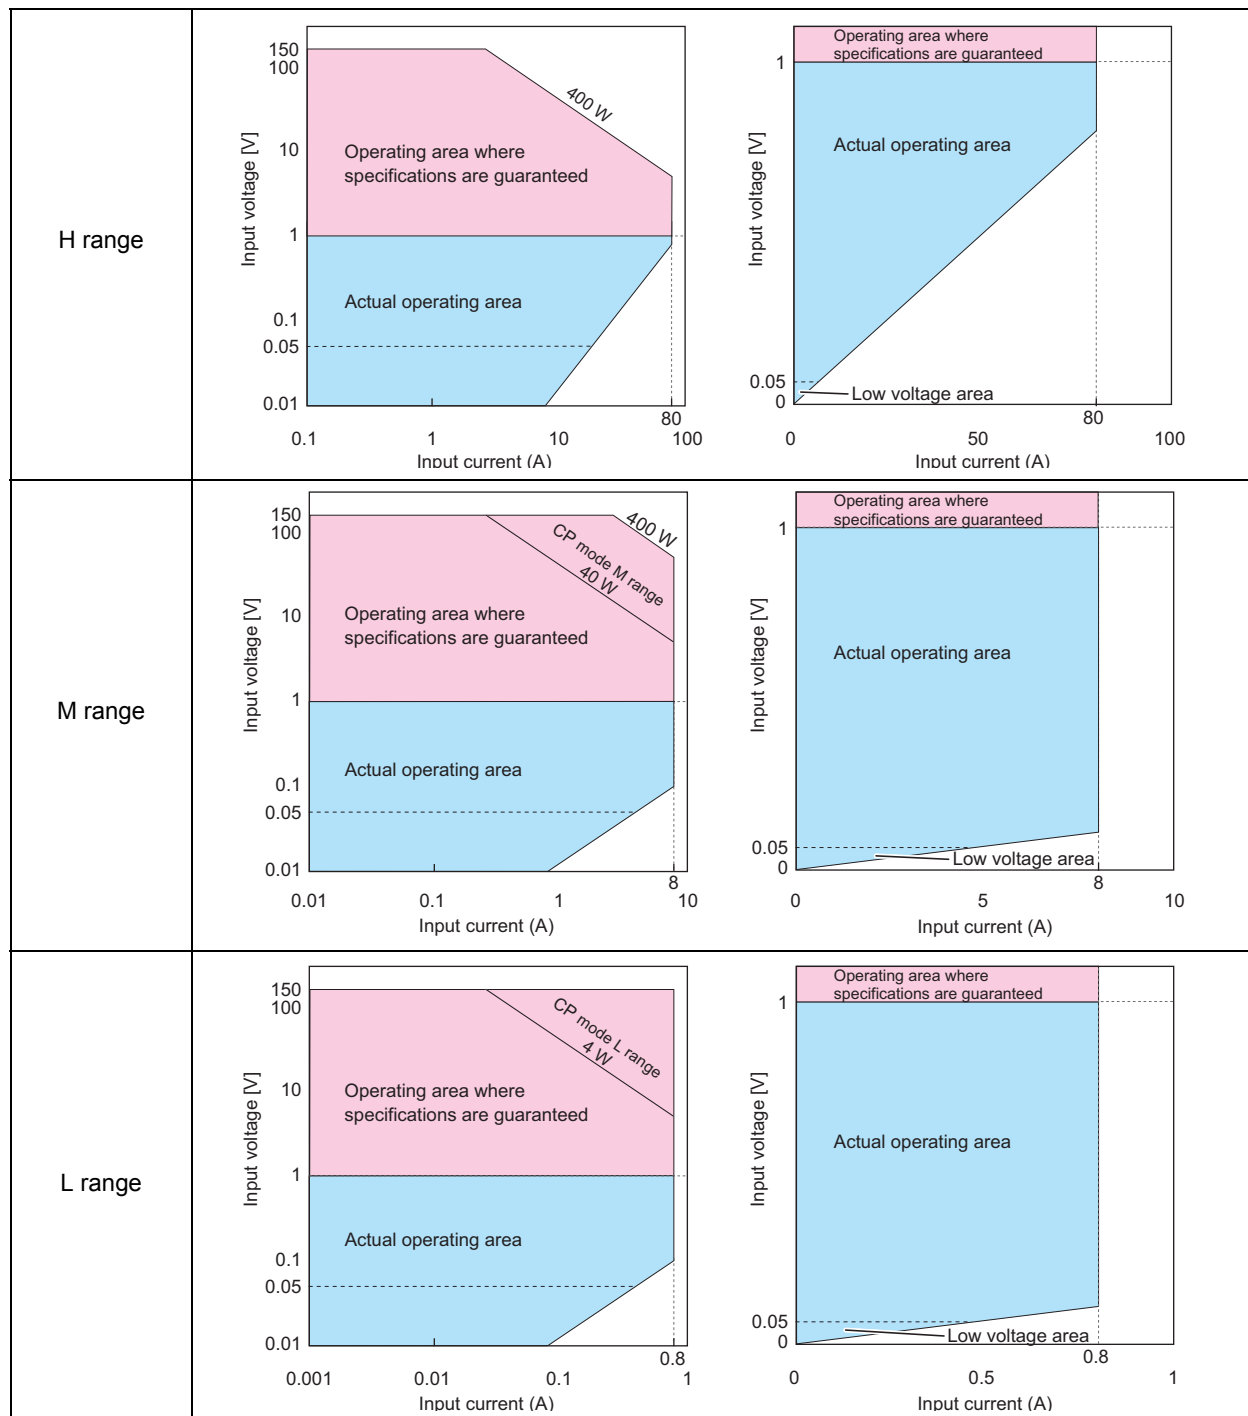 H range
150
100
10
1
0.1
0.05
0.01
Input voltage [V]
400 W
Operating area where
specifications are guaranteed
Actual operating area
80
0.1
1
10
100
Input current (A)
Operating area where
specifications are guaranteed
1
Input voltage [V]
Actual operating area
0.05
0
Low voltage area
80
0
50
100
Input current (A)
M range
150
100
10
1
0.1
0.05
0.01
Input voltage [V]
400 W
CP mode M range
40 W
Operating area where
specifications are guaranteed
Actual operating area
8
0.01
0.1
1
10
Input current (A)
Operating area where
specifications are guaranteed
1
Input voltage [V]
Actual operating area
0.05
0
Low voltage area
8
0
5
10
Input current (A)
L range
150
100
10
1
0.1
0.05
0.01
Input voltage [V]
CP mode L range
4 W
Operating area where
specifications are guaranteed
Actual operating area
0.8
0.001
0.01
0.1
1
Input current (A)
Operating area where
specifications are guaranteed
1
Input voltage [V]
Actual operating area
0.05
0
Low voltage area
0.8
0
0.5
1
Input current (A)